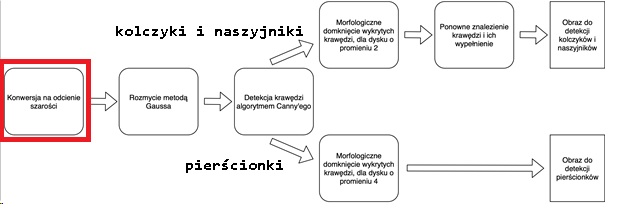 kolczyki i naszyjniki
Morfologiczne
domknięcie wykrytych
krawędzi, dla dysku o
promieniu 2
Ponowne znalezienie
krawędzi i ich
wypełnienie
Obraz do
detekcji
kolczyków i
naszyjników
Konwersja na odcienie
szarości
Rozmycie metodą
Gaussa
Detekcja krawędzi
algorytmem Canny'ego
pierścionki
Morfologiczne
domknięcie wykrytych
krawędzi, dla dysku o
promieniu 4
Obraz do
detekcji
pierścionków